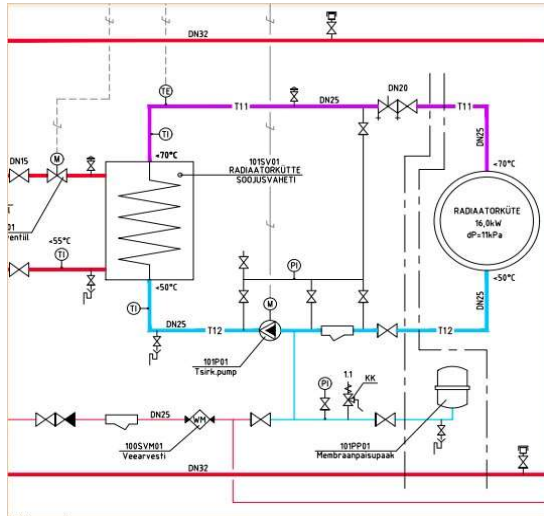 DN32
DN20
TE
T11
DN25
T11
TI
DN25
M
DN15
<70°C
101SV01
RADIAATORKÜTTE
SOOJUSVAHETI
<70°C
01
ventiil
RADIAATORKÜTE
16,0kW
dP=11kPa
<55°C
TI
PI
<50°C
<50°C
TI
M
DN25
DN25
T12
T12
101P01
Tsirk.pump
1.1
PI
KK
DN25
WM
100SVM01
Veearvesti
101PP01
Membraanpaisupaak
DN32